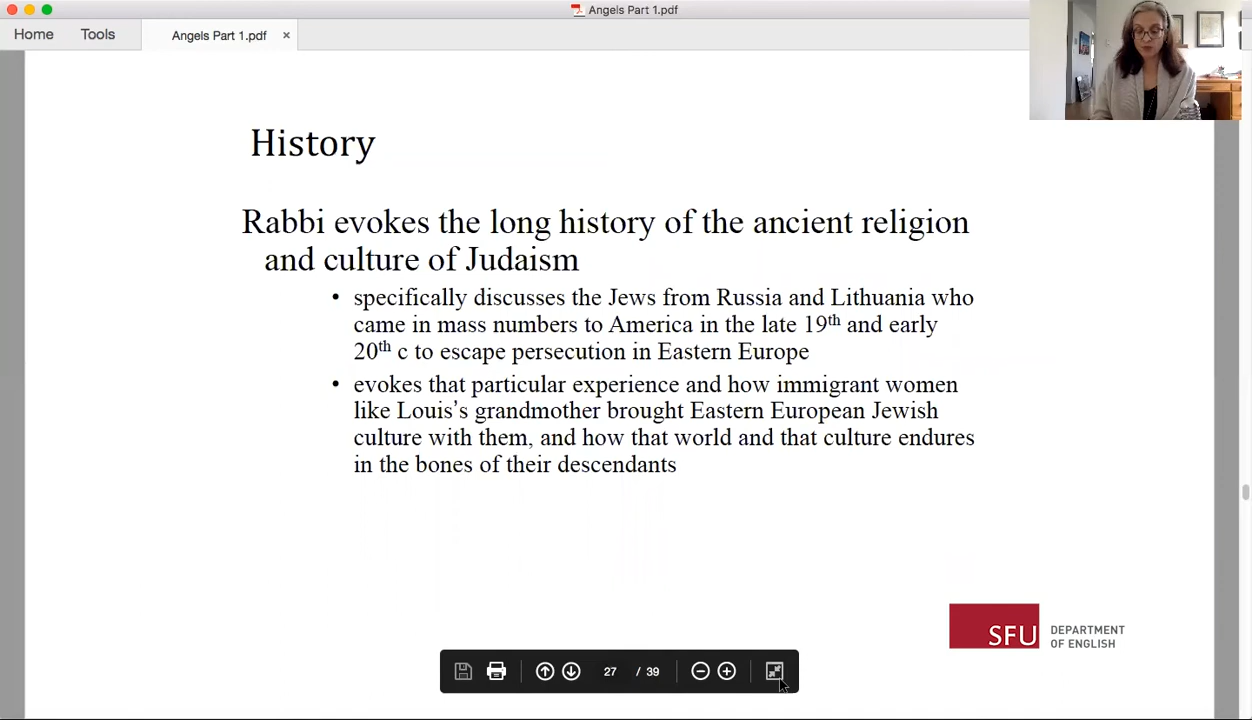 Angels Part 1.pdf
Home Tools Angels Part 1.pdf ×
History
Rabbi evokes the long history of the ancient religion
and culture of Judaism
• specifically discusses the Jews from Russia and Lithuania who
came in mass numbers to America in the late 19th and early
20th c to escape persecution in Eastern Europe
• evokes that particular experience and how immigrant women
like Louis’s grandmother brought Eastern European Jewish
culture with them, and how that world and that culture endures
in the bones of their descendants
SFU DEPARTMENT
OF ENGLISH
27 / 39